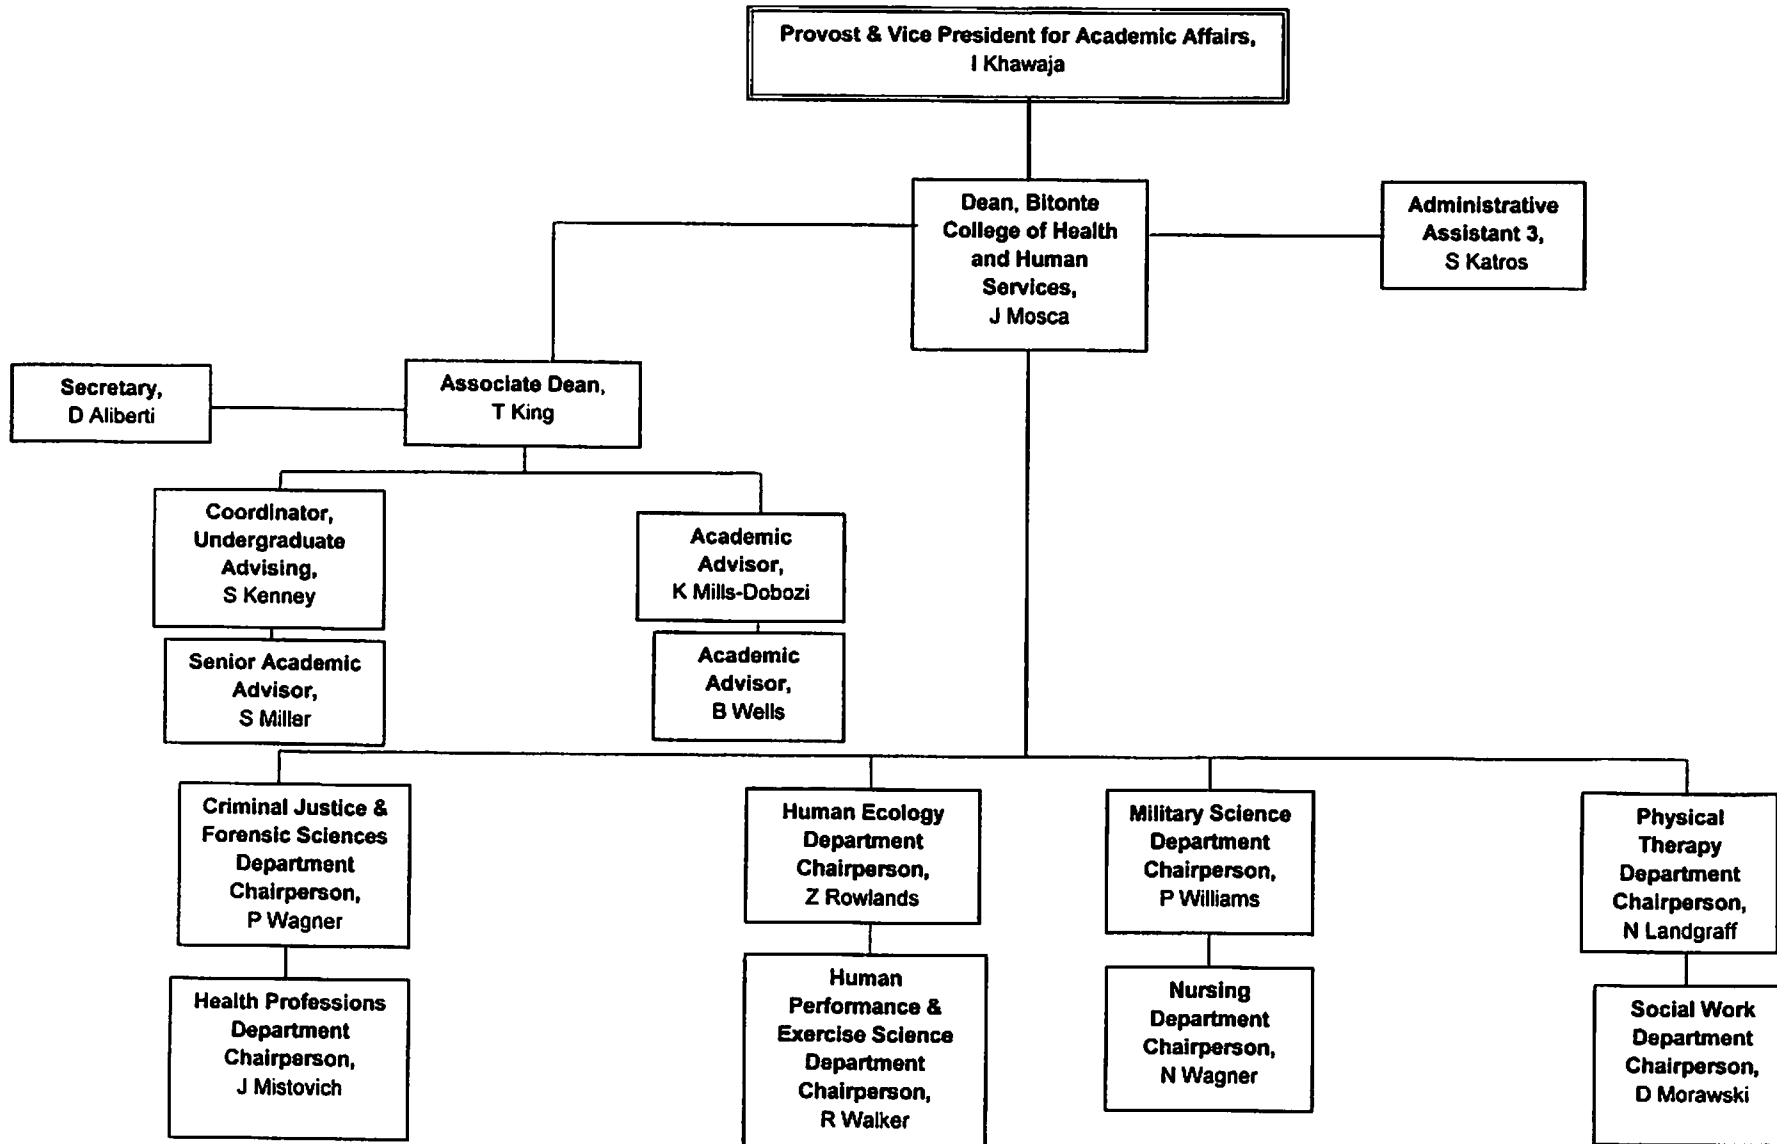 Provost & Vice President for Academic Affairs,
I Khawaja
Dean, Bitonte
College of Health
and Human
Services,
J Mosca
Administrative
Assistant 3,
S Katros
Secretary,
D Aliberti
Associate Dean,
T King
Coordinator,
Undergraduate
Advising,
S Kenney
Academic
Advisor,
K Mills-Dobozi
Senior Academic
Advisor,
S Miller
Academic
Advisor,
B Wells
Criminal Justice &
Forensic Sciences
Department
Chairperson,
P Wagner
Human Ecology
Department
Chairperson,
Z Rowlands
Military Science
Department
Chairperson,
P Williams
Physical
Therapy
Department
Chairperson,
N Landgraff
Health Professions
Department
Chairperson,
J Mistovich
Human
Performance &
Exercise Science
Department
Chairperson,
R Walker
Nursing
Department
Chairperson,
N Wagner
Social Work
Department
Chairperson,
D Morawski